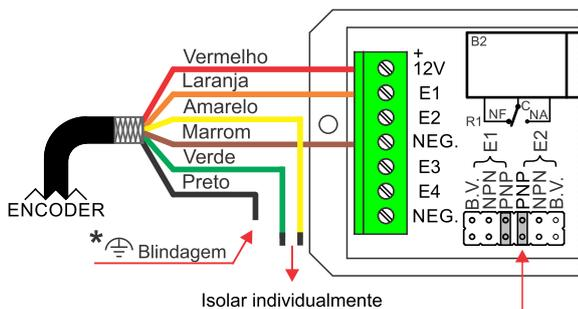 Vermelho
Laranja
Amarelo
Marrom
Verde
Preto
ENCODER
* Blindagem
Isolar individualmente
+
12V
E1
E2
NEG.
E3
E4
NEG.
B2
R1
NF
C
NA
E1
E2
B.V.
NPN
PNP
PNP
NPN
B.V.